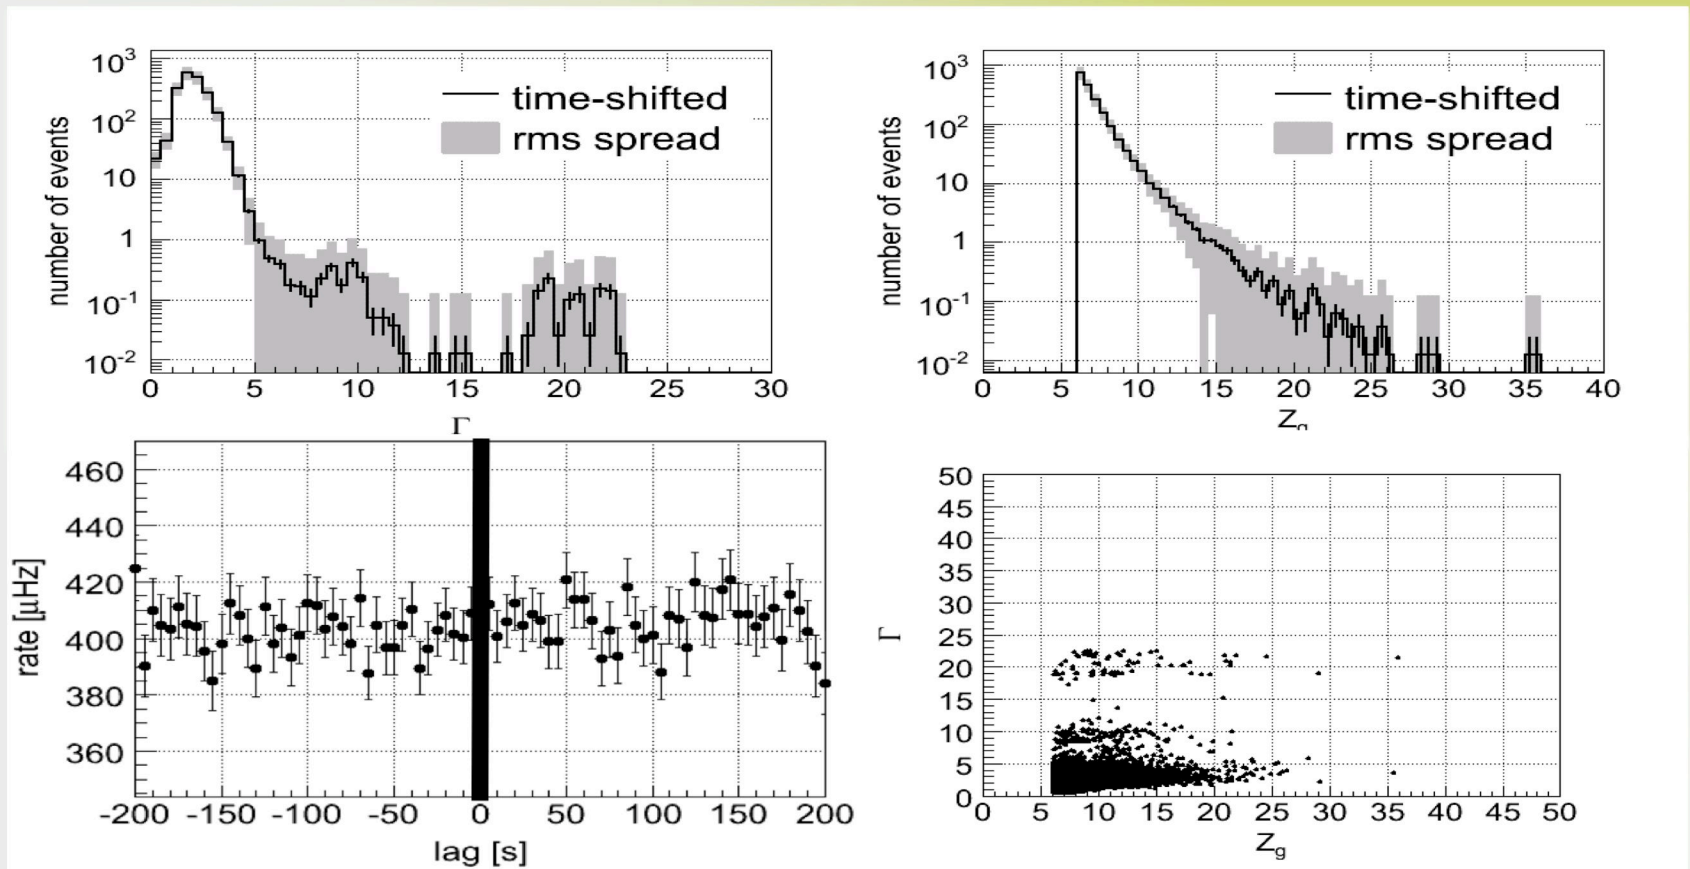 10³
10²
10
1
10⁻¹
10⁻²
number of events
time-shifted
rms spread
0 5 10 15 20 25 30
Γ
10³
10²
10
1
10⁻¹
10⁻²
number of events
time-shifted
rms spread
0 5 10 15 20 25 30 35 40
Z_g
460
440
420
400
380
360
rate [μHz]
-200 -150 -100 -50 0 50 100 150 200
lag [s]
50
45
40
35
30
25
20
15
10
5
0
Γ
0 5 10 15 20 25 30 35 40 45 50
Z_g